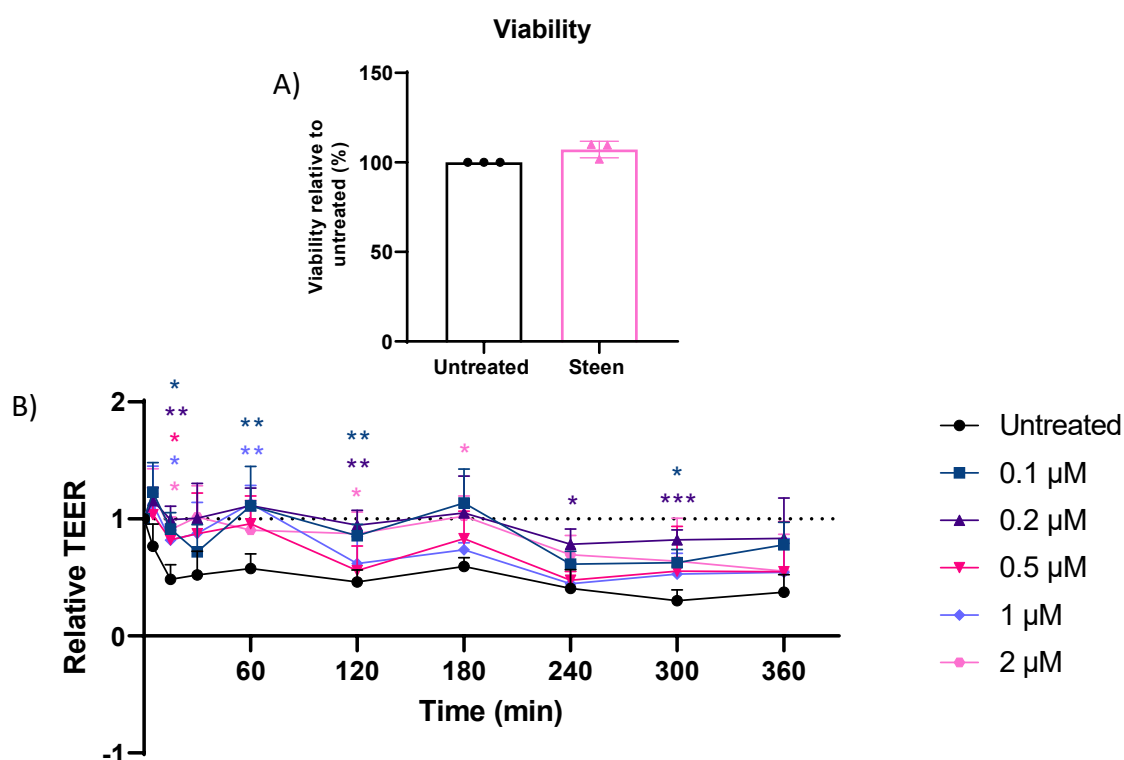 Viability
A)
Viability relative to
untreated (%)
150
100
50
0
Untreated
Steen
B)
Relative TEER
2
1
0
-1
*
**
*
*
*
**
**
**
**
*
*
*
*
***
60
120
180
240
300
360
Time (min)
Untreated
0.1 µM
0.2 µM
0.5 µM
1 µM
2 µM